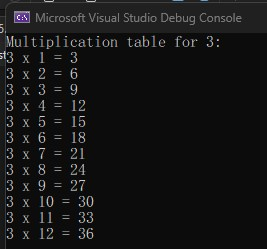 Microsoft Visual Studio Debug Console
Multiplication table for 3:
3 x 1 = 3
3 x 2 = 6
3 x 3 = 9
3 x 4 = 12
3 x 5 = 15
3 x 6 = 18
3 x 7 = 21
3 x 8 = 24
3 x 9 = 27
3 x 10 = 30
3 x 11 = 33
3 x 12 = 36